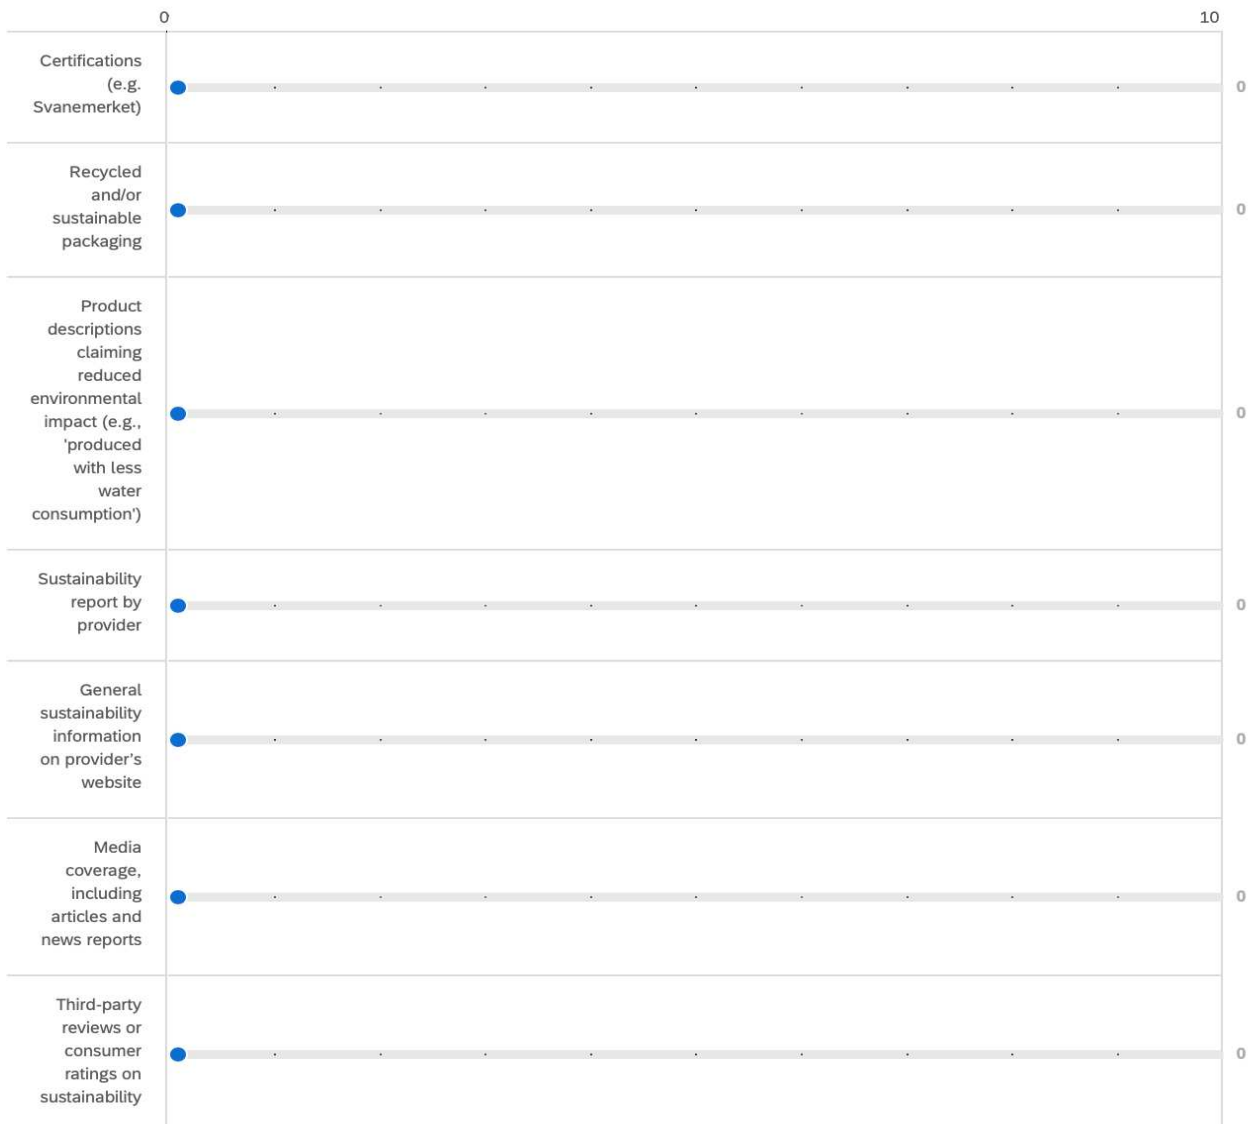 0 10
Certifications
(e.g.
Svanemerket)
0
Recycled
and/or
sustainable
packaging
0
Product
descriptions
claiming
reduced
environmental
impact (e.g.,
'produced
with less
water
consumption')
0
Sustainability
report by
provider
0
General
sustainability
information
on provider's
website
0
Media
coverage,
including
articles and
news reports
0
Third-party
reviews or
consumer
ratings on
sustainability
0